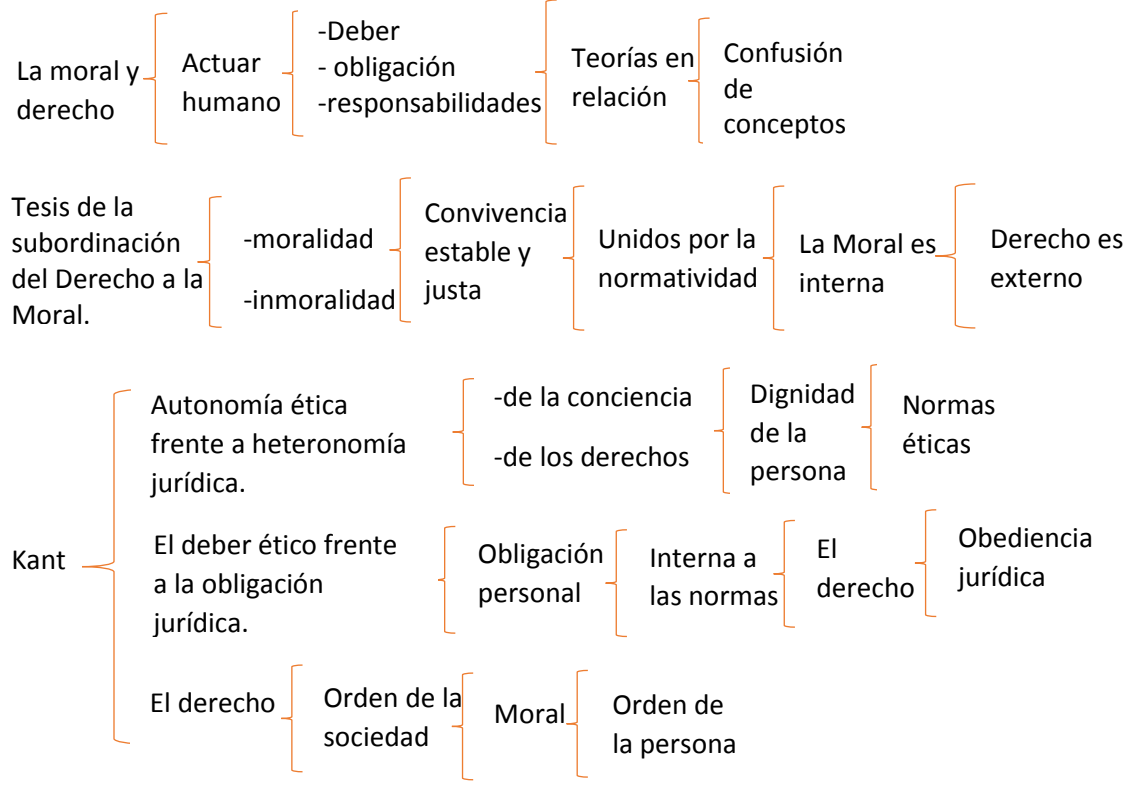 La moral y
derecho
Actuar
humano
-Deber
- obligación
-responsabilidades
Teorías en
relación
Confusión
de
conceptos
Tesis de la
subordinación
del Derecho a la
Moral.
-moralidad
-inmoralidad
Convivencia
estable y
justa
Unidos por la
normatividad
La Moral es
interna
Derecho es
externo
Kant
Autonomía ética
frente a heteronomía
jurídica.
-de la conciencia
-de los derechos
Dignidad
de la
persona
Normas
éticas
El deber ético frente
a la obligación
jurídica.
Obligación
personal
Interna a
las normas
El
derecho
Obediencia
jurídica
El derecho
Orden de la
sociedad
Moral
Orden de
la persona